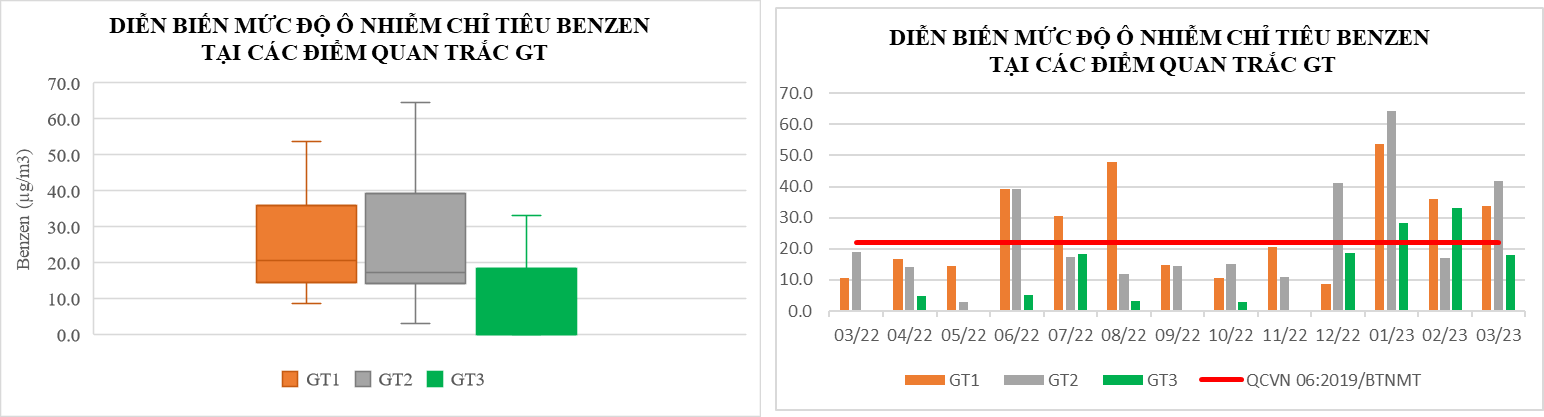 DIỄN BIẾN MỨC ĐỘ Ô NHIỄM CHỈ TIÊU BENZEN
TẠI CÁC ĐIỂM QUAN TRẮC GT
70.0
60.0
50.0
40.0
30.0
20.0
10.0
0.0
Benzen (µg/m3)
GT1 GT2 GT3
DIỄN BIẾN MỨC ĐỘ Ô NHIỄM CHỈ TIÊU BENZEN
TẠI CÁC ĐIỂM QUAN TRẮC GT
70.0
60.0
50.0
40.0
30.0
20.0
10.0
0.0
03/22 04/22 05/22 06/22 07/22 08/22 09/22 10/22 11/22 12/22 01/23 02/23 03/23
GT1 GT2 GT3 QCVN 06:2019/BTNMT